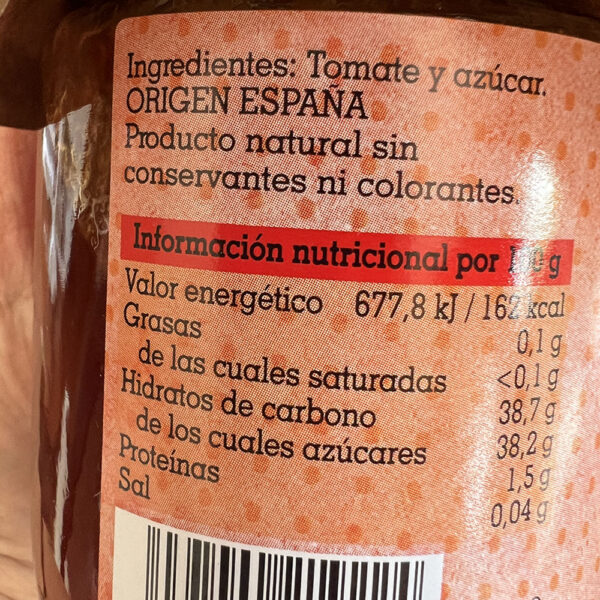 Ingredientes: Tomate y azúcar.
ORIGEN ESPAÑA
Producto natural sin
conservantes ni colorantes.
Información nutricional por 100 g
Valor energético 677,8 kJ / 162 kcal
Grasas 0,1 g
de las cuales saturadas <0,1 g
Hidratos de carbono 38,7 g
de los cuales azúcares 38,2 g
Proteínas 1,5 g
Sal 0,04 g